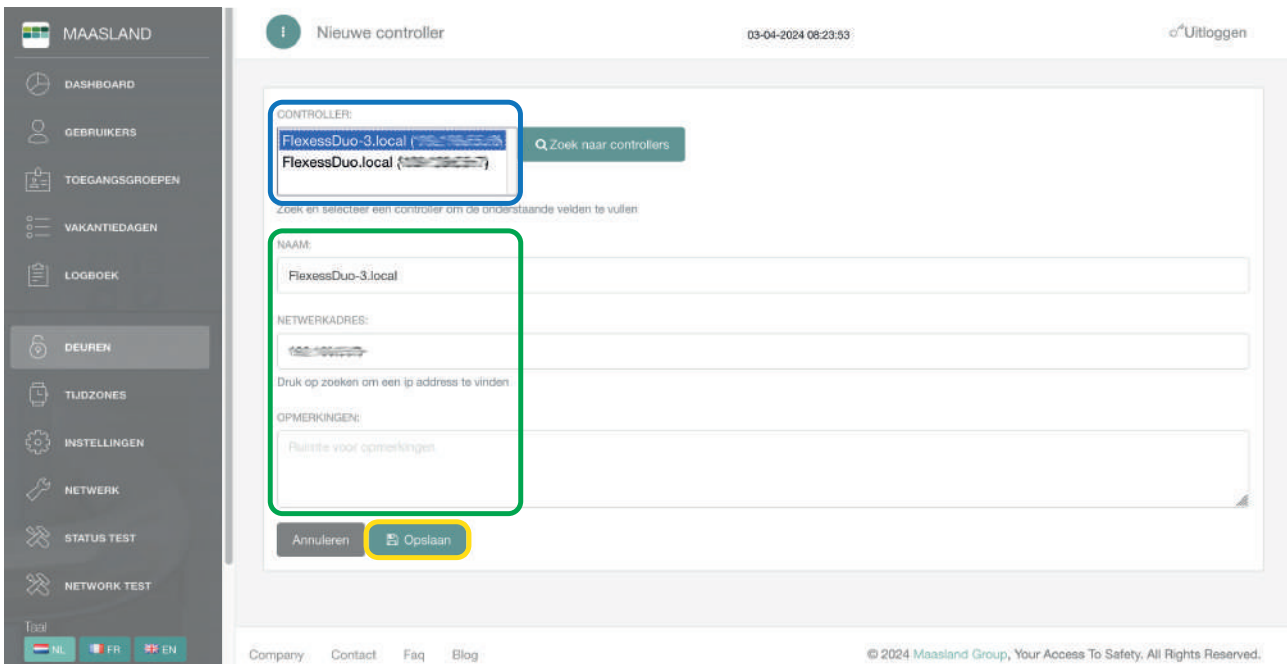 MAASLAND
Nieuwe controller
03-04-2024 08:23:53
Uitloggen
DASHBOARD
GEBRUIKERS
TOEGANGSGROEPEN
VAKANTIEDAGEN
LOGBOEK
DEUREN
TIJDZONES
INSTELLINGEN
NETWERK
STATUS TEST
NETWORK TEST
Taal
NL FR EN
CONTROLLER:
FlexessDuo-3.local (
FlexessDuo.local ( )
Zoek naar controllers
Zoek en selecteer een controller om de onderstaande velden te vullen
NAAM:
FlexessDuo-3.local
NETWERKADRES:
Druk op zoeken om een ip address te vinden
OPMERKINGEN:
Ruimte voor opmerkingen
Annuleren Opslaan
Company Contact Faq Blog
© 2024 Maasland Group, Your Access To Safety. All Rights Reserved.